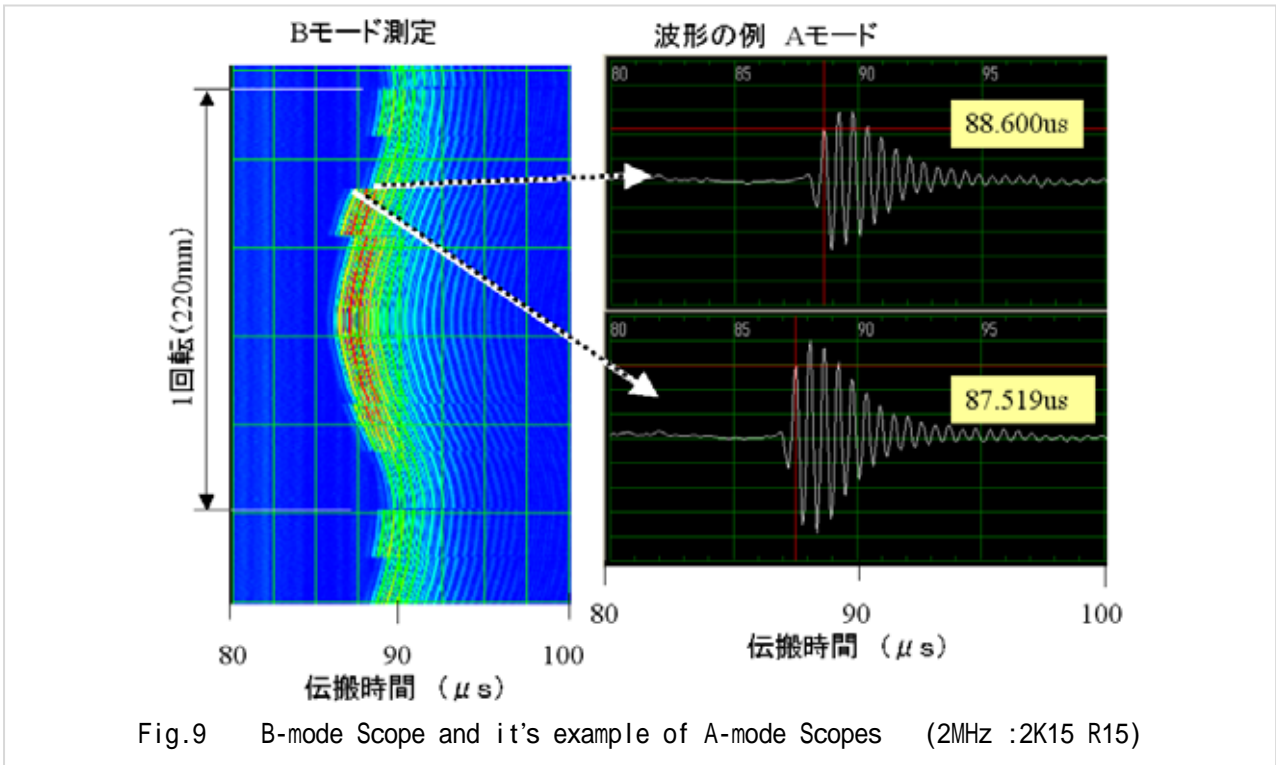 Bモード測定
波形の例 Aモード
1回転(220mm)
80 85 90 95
88.600us
80 85 90 95
87.519us
80 90 100
伝搬時間 (μs)
80 90 100
伝搬時間 (μs)
Fig.9 B-mode Scope and it's example of A-mode Scopes (2MHz :2K15 R15)